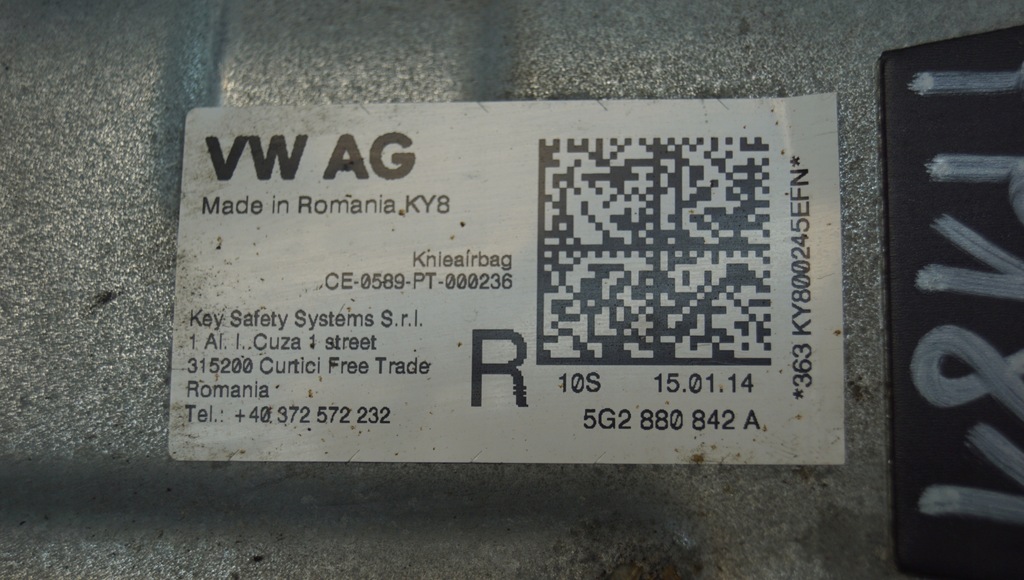 VW AG
Made in Romania KY8
Knieairbag
CE-0589-PT-000236
Key Safety Systems S.r.l.
1 Al. I. Cuza 1 street
315200 Curtici Free Trade
Romania
Tel.: +40 372 572 232
R
10S 15.01.14
5G2 880 842 A
*363 KY8000245EFN*